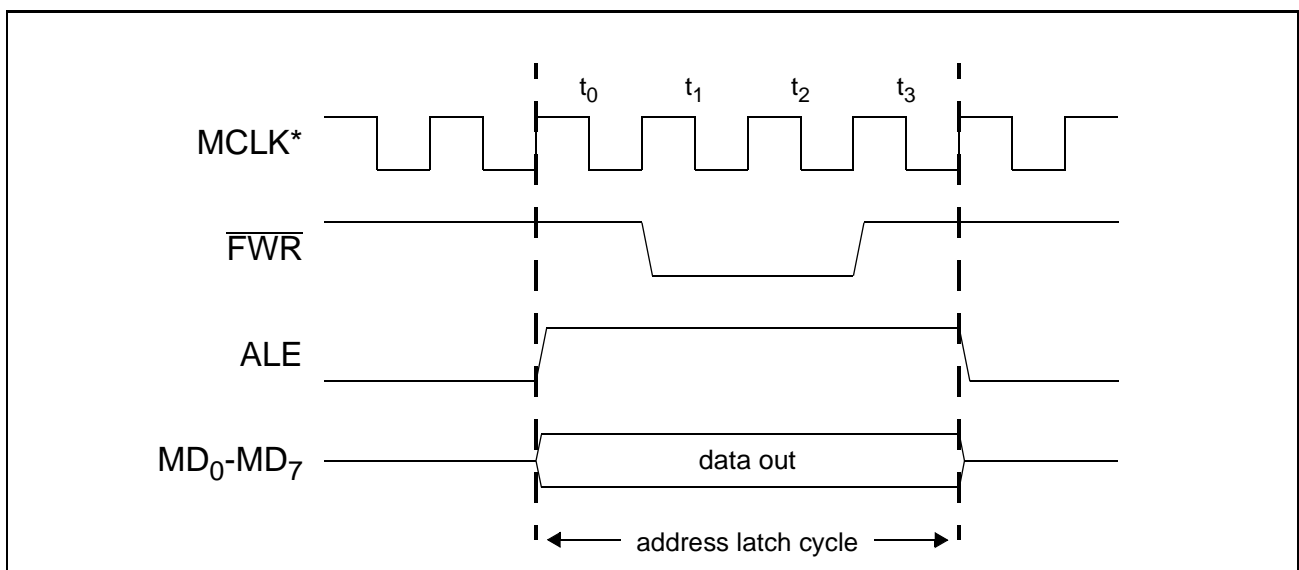 t0 t1 t2 t3
MCLK*
FWR
ALE
MD0-MD7
data out
address latch cycle